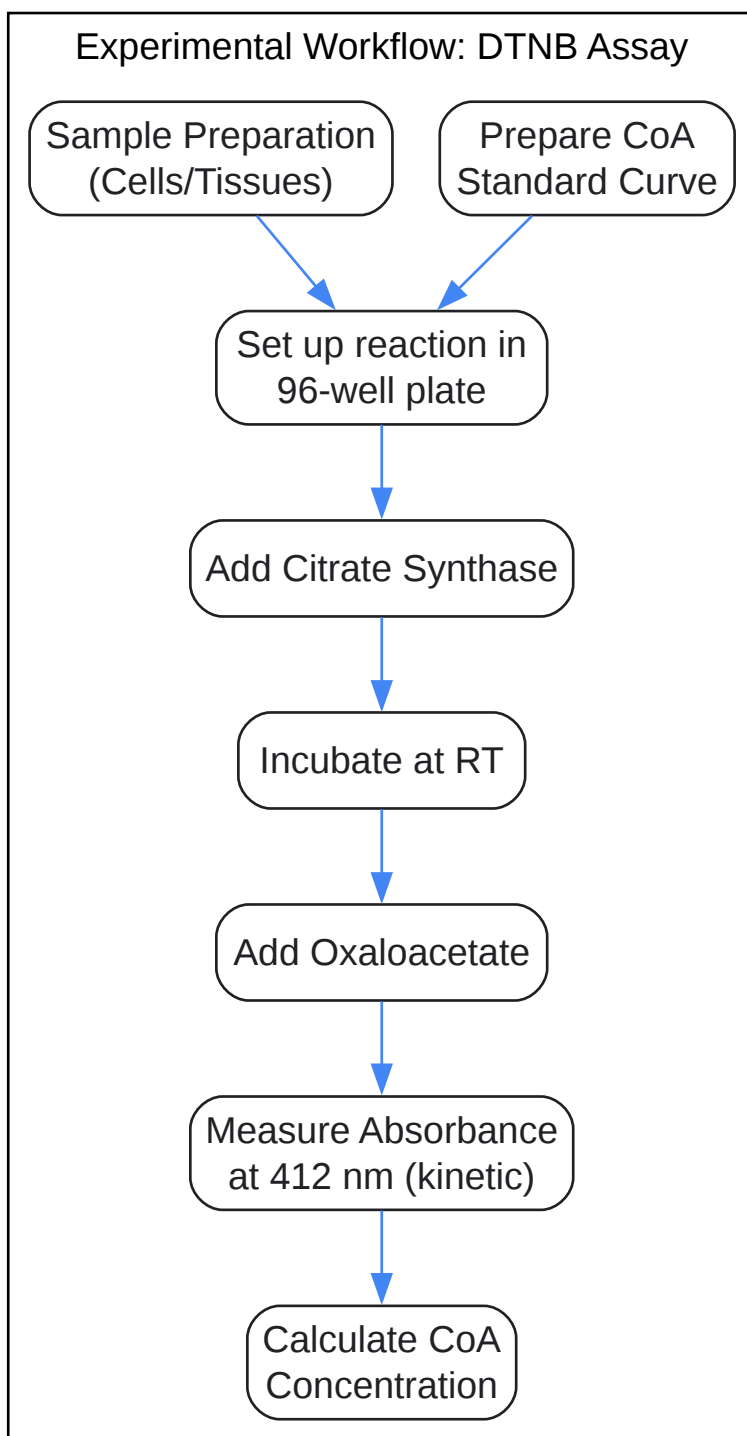 Experimental Workflow: DTNB Assay
Sample Preparation
(Cells/Tissues)
Prepare CoA
Standard Curve
Set up reaction in
96-well plate
Add Citrate Synthase
Incubate at RT
Add Oxaloacetate
Measure Absorbance
at 412 nm (kinetic)
Calculate CoA
Concentration